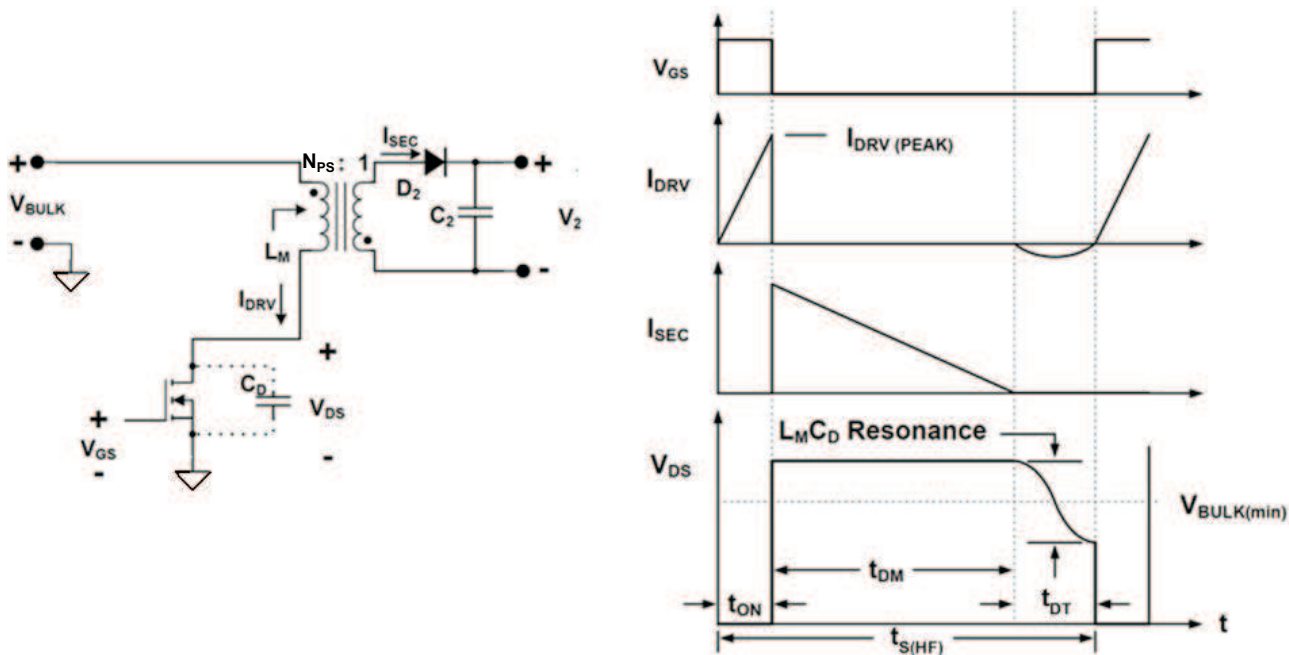 +
V_BULK
-
N_PS : 1
I_SEC
D_2
C_2
+
V_2
-
L_M
I_DRV
C_D
+
V_DS
-
+
V_GS
-
V_GS
I_DRV
I_DRV (PEAK)
I_SEC
V_DS
L_M C_D Resonance
V_BULK(min)
t_DM
t_ON
t_DT
t
t_S(HF)